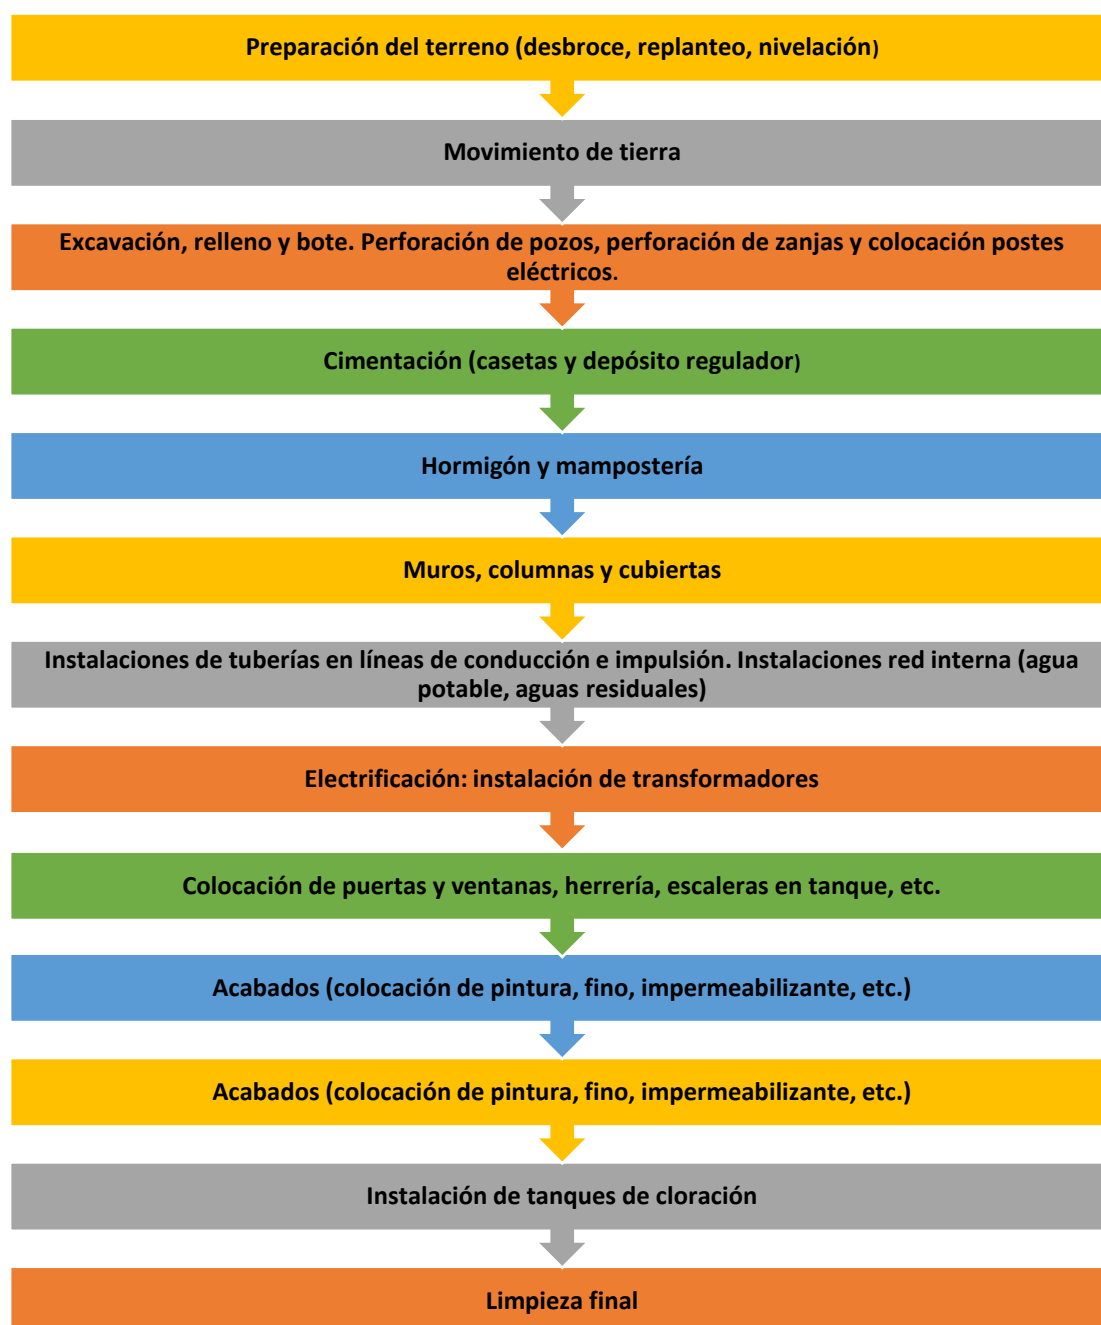 Preparación del terreno (desbroce, replanteo, nivelación)
Movimiento de tierra
Excavación, relleno y bote. Perforación de pozos, perforación de zanjas y colocación postes
eléctricos.
Cimentación (casetas y depósito regulador)
Hormigón y mampostería
Muros, columnas y cubiertas
Instalaciones de tuberías en líneas de conducción e impulsión. Instalaciones red interna (agua
potable, aguas residuales)
Electrificación: instalación de transformadores
Colocación de puertas y ventanas, herrería, escaleras en tanque, etc.
Acabados (colocación de pintura, fino, impermeabilizante, etc.)
Acabados (colocación de pintura, fino, impermeabilizante, etc.)
Instalación de tanques de cloración
Limpieza final